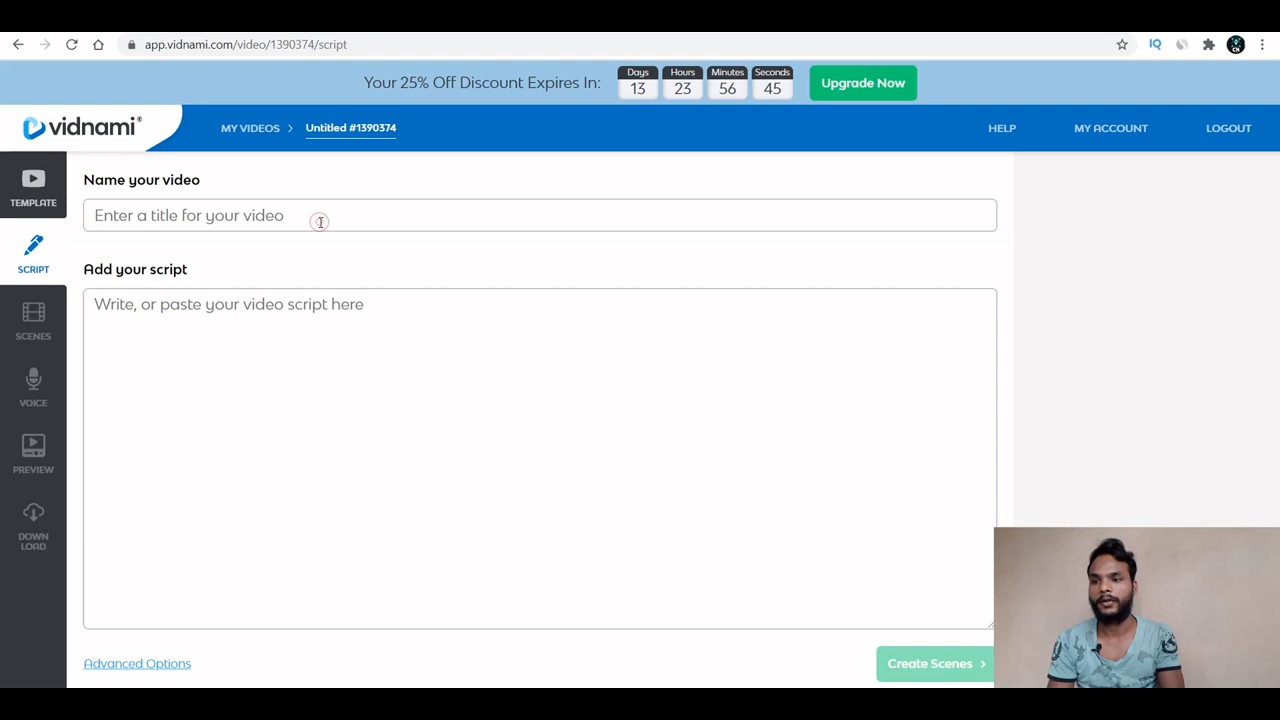 app.vidnami.com/video/1390374/script
IQ
CN
Your 25% Off Discount Expires In:
Days Hours Minutes Seconds
13 23 56 45
Upgrade Now
vidnami®
MY VIDEOS > Untitled #1390374
HELP MY ACCOUNT LOGOUT
TEMPLATE
SCRIPT
SCENES
VOICE
PREVIEW
DOWN
LOAD
Name your video
Enter a title for your video
Add your script
Write, or paste your video script here
Advanced Options
Create Scenes >